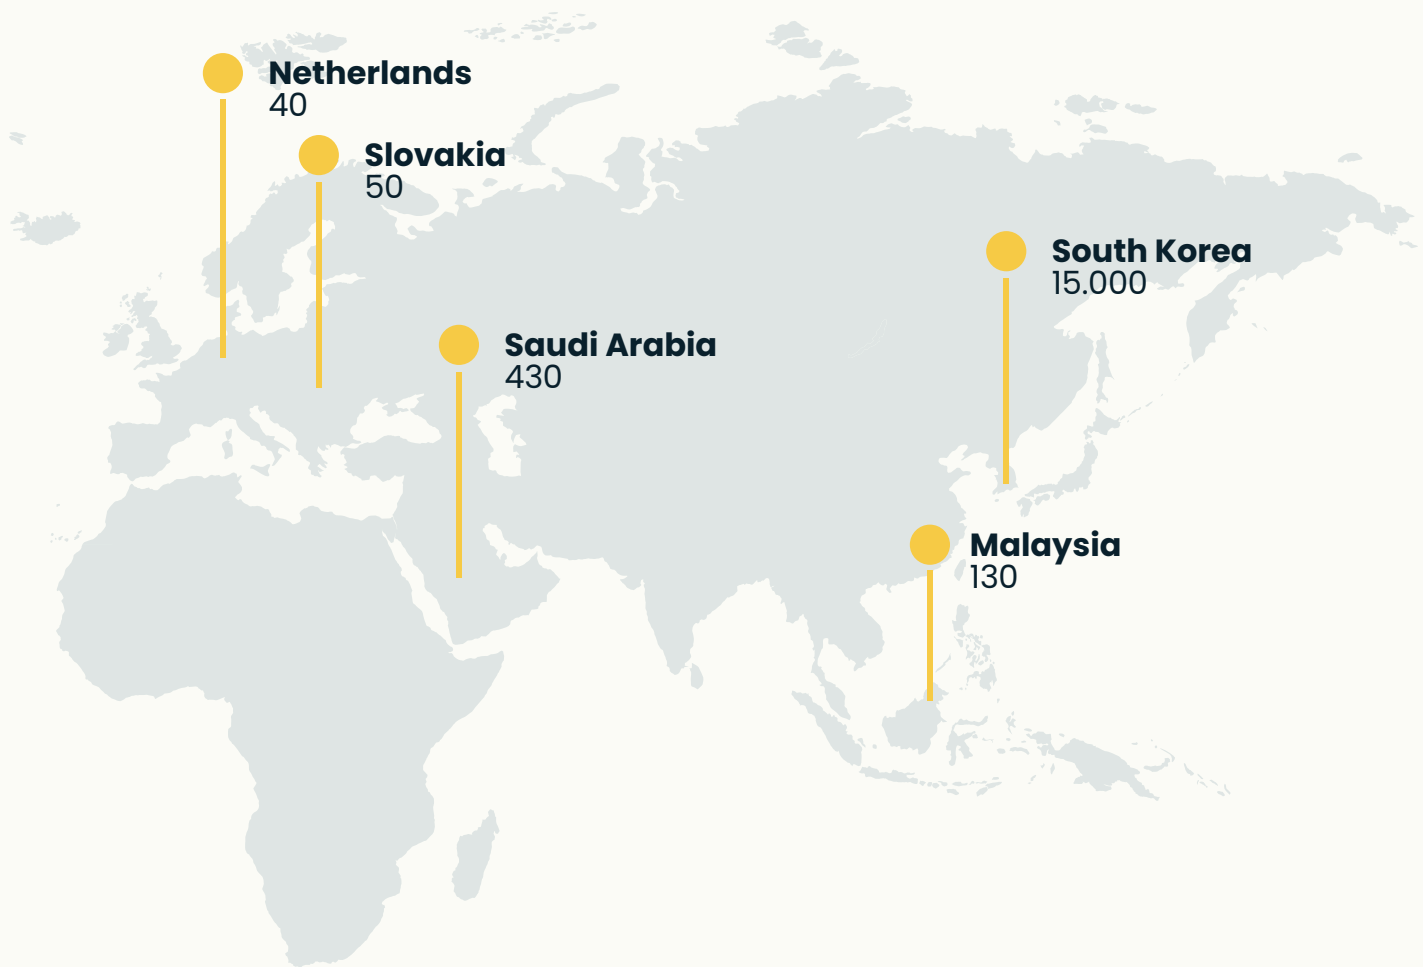 Netherlands
40
Slovakia
50
South Korea
15.000
Saudi Arabia
430
Malaysia
130